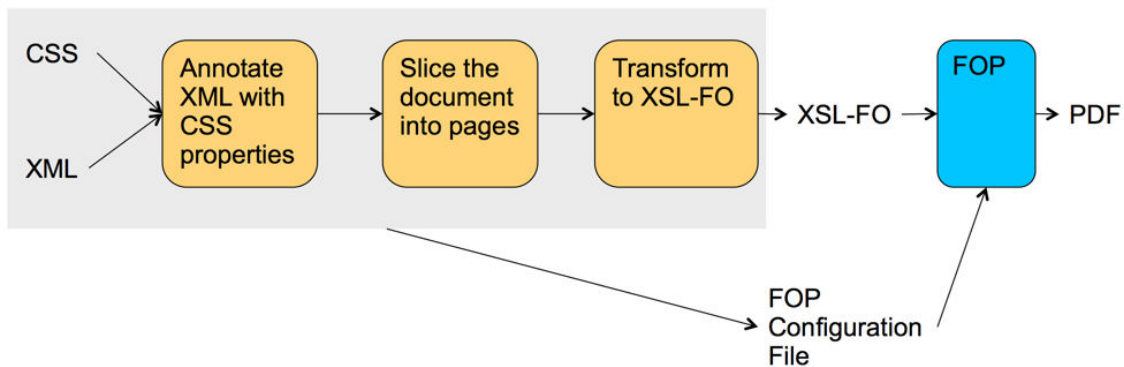 CSS
XML
Annotate
XML with
CSS
properties
Slice the
document
into pages
Transform
to XSL-FO
XSL-FO
FOP
PDF
FOP
Configuration
File